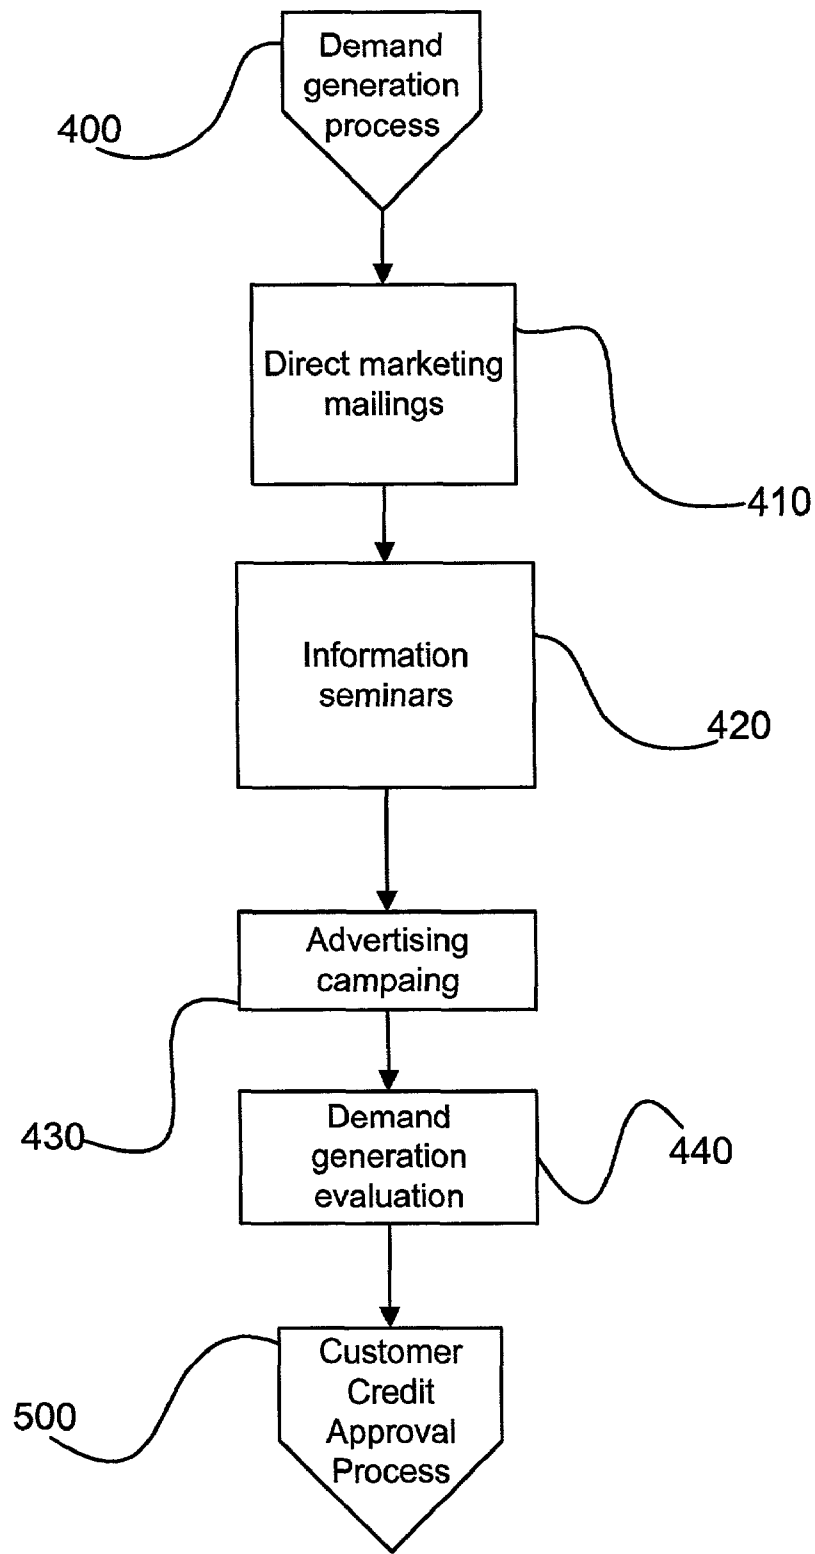 Demand
generation
process
400
Direct marketing
mailings
410
Information
seminars
420
Advertising
campaing
430
Demand
generation
evaluation
440
Customer
Credit
Approval
Process
500